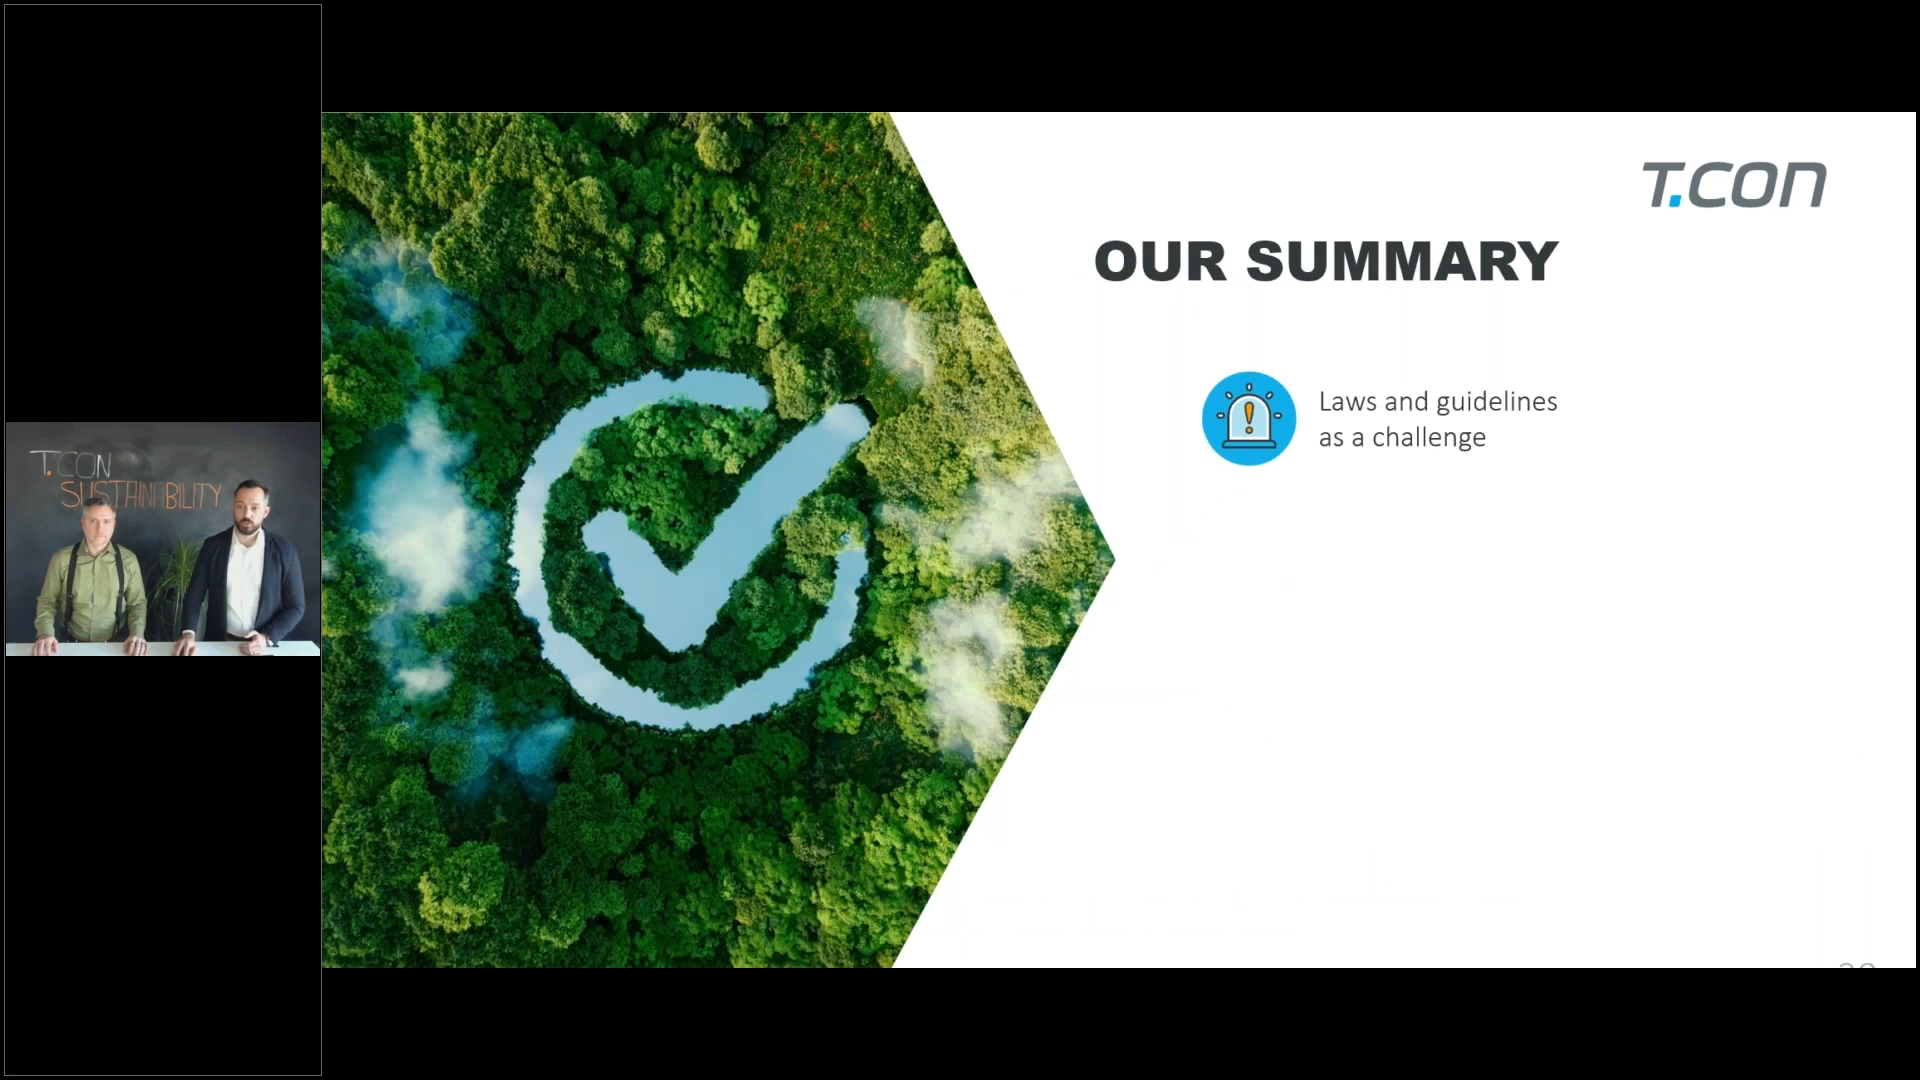 T.CON
SUSTAINABILITY
T.CON
OUR SUMMARY
Laws and guidelines
as a challenge